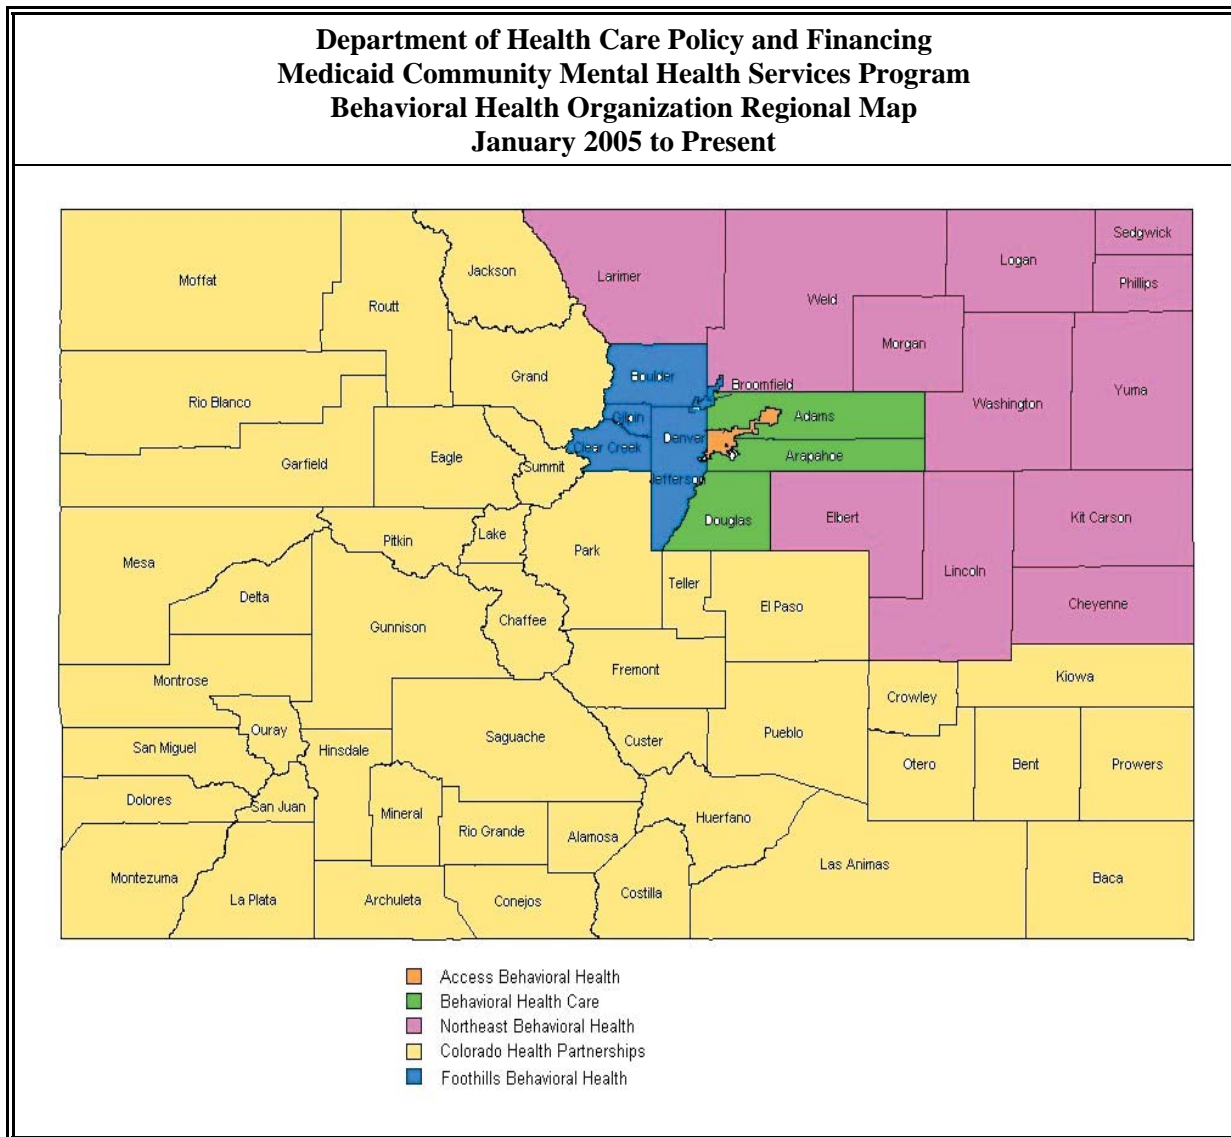 Department of Health Care Policy and Financing
Medicaid Community Mental Health Services Program
Behavioral Health Organization Regional Map
January 2005 to Present
Sedgwick
Logan
Jackson
Larimer
Moffat
Phillips
Weld
Routt
Morgan
Grand
Boulder
Broomfield
Yuma
Rio Blanco
Washington
Gilpin
Adams
Denver
Clear Creek
Eagle
Arapahoe
Garfield
Summit
Jefferson
Douglas
Elbert
Kit Carson
Lake
Pitkin
Park
Mesa
Lincoln
Teller
Delta
El Paso
Cheyenne
Chaffee
Gunnison
Fremont
Kiowa
Montrose
Crowley
Ouray
Pueblo
Saguache
Custer
San Miguel
Hinsdale
Otero
Bent
Prowers
Dolores
San Juan
Mineral
Huerfano
Rio Grande
Alamosa
Las Animas
Montezuma
Baca
Costilla
La Plata
Archuleta
Conejos
Access Behavioral Health
Behavioral Health Care
Northeast Behavioral Health
Colorado Health Partnerships
Foothills Behavioral Health